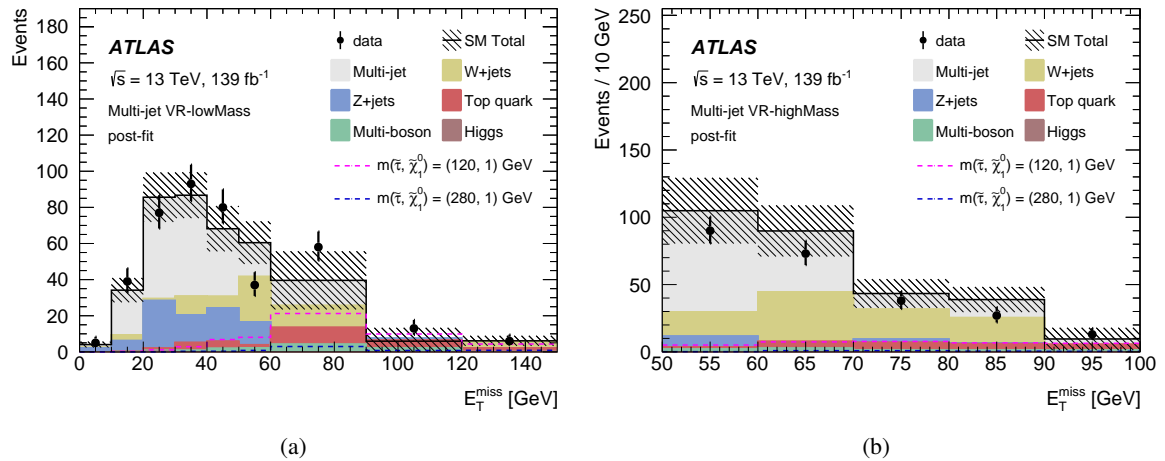 Events
180
160
140
120
100
80
60
40
20
0
ATLAS
√s = 13 TeV, 139 fb⁻¹
Multi-jet VR-lowMass
post-fit
data
SM Total
Multi-jet
W+jets
Z+jets
Top quark
Multi-boson
Higgs
m(τ̃, χ̃⁰₁) = (120, 1) GeV
m(τ̃, χ̃⁰₁) = (280, 1) GeV
0 20 40 60 80 100 120 140
E_T^miss [GeV]
(a)
Events / 10 GeV
250
200
150
100
50
0
ATLAS
√s = 13 TeV, 139 fb⁻¹
Multi-jet VR-highMass
post-fit
data
SM Total
Multi-jet
W+jets
Z+jets
Top quark
Multi-boson
Higgs
m(τ̃, χ̃⁰₁) = (120, 1) GeV
m(τ̃, χ̃⁰₁) = (280, 1) GeV
50 55 60 65 70 75 80 85 90 95 100
E_T^miss [GeV]
(b)